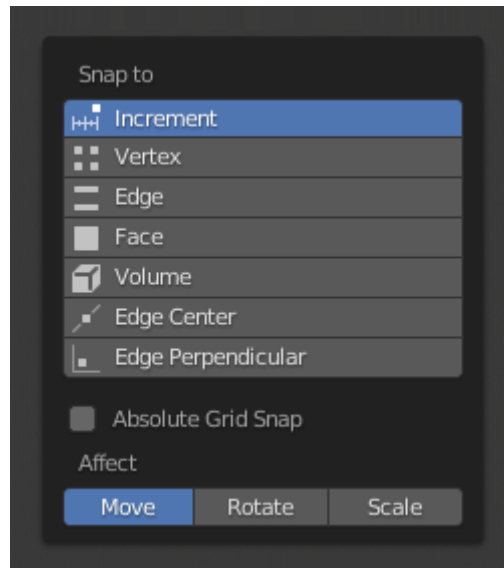 Snap to
Increment
Vertex
Edge
Face
Volume
Edge Center
Edge Perpendicular
Absolute Grid Snap
Affect
Move Rotate Scale